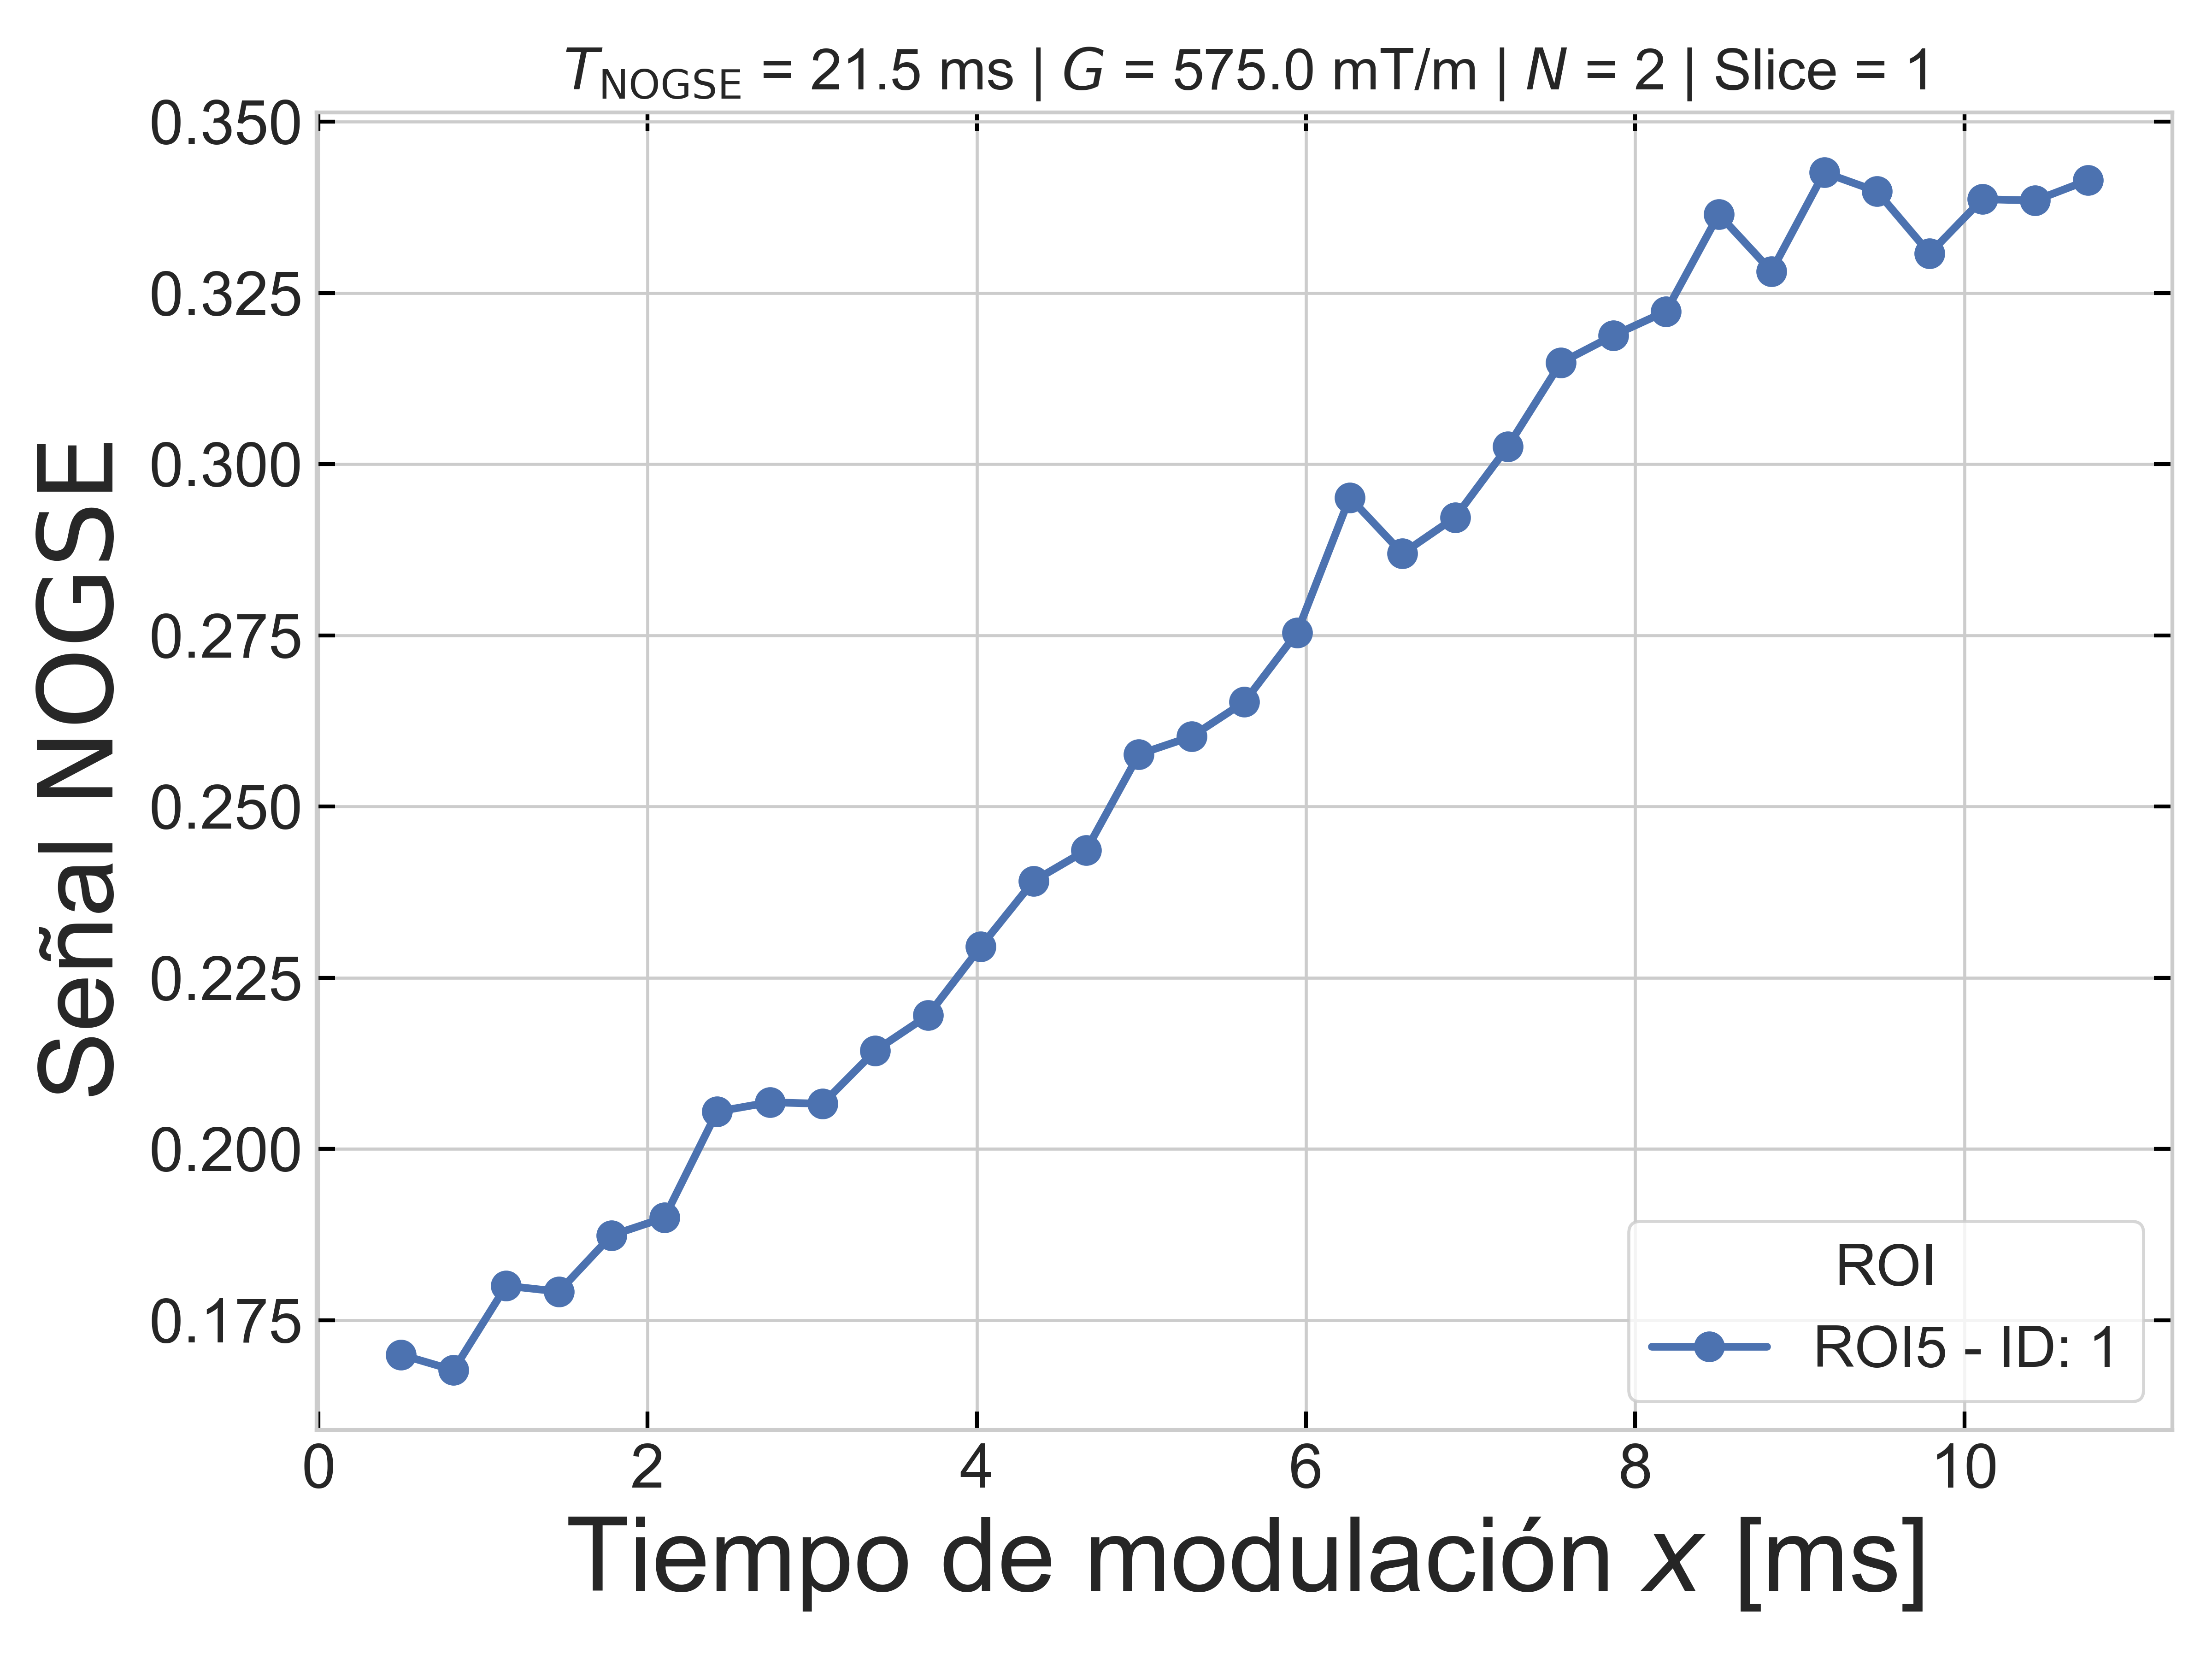 T_NOGSE = 21.5 ms | G = 575.0 mT/m | N = 2 | Slice = 1
Señal NOGSE
0.350
0.325
0.300
0.275
0.250
0.225
0.200
0.175
ROI
ROI5 - ID: 1
0 2 4 6 8 10
Tiempo de modulación x [ms]